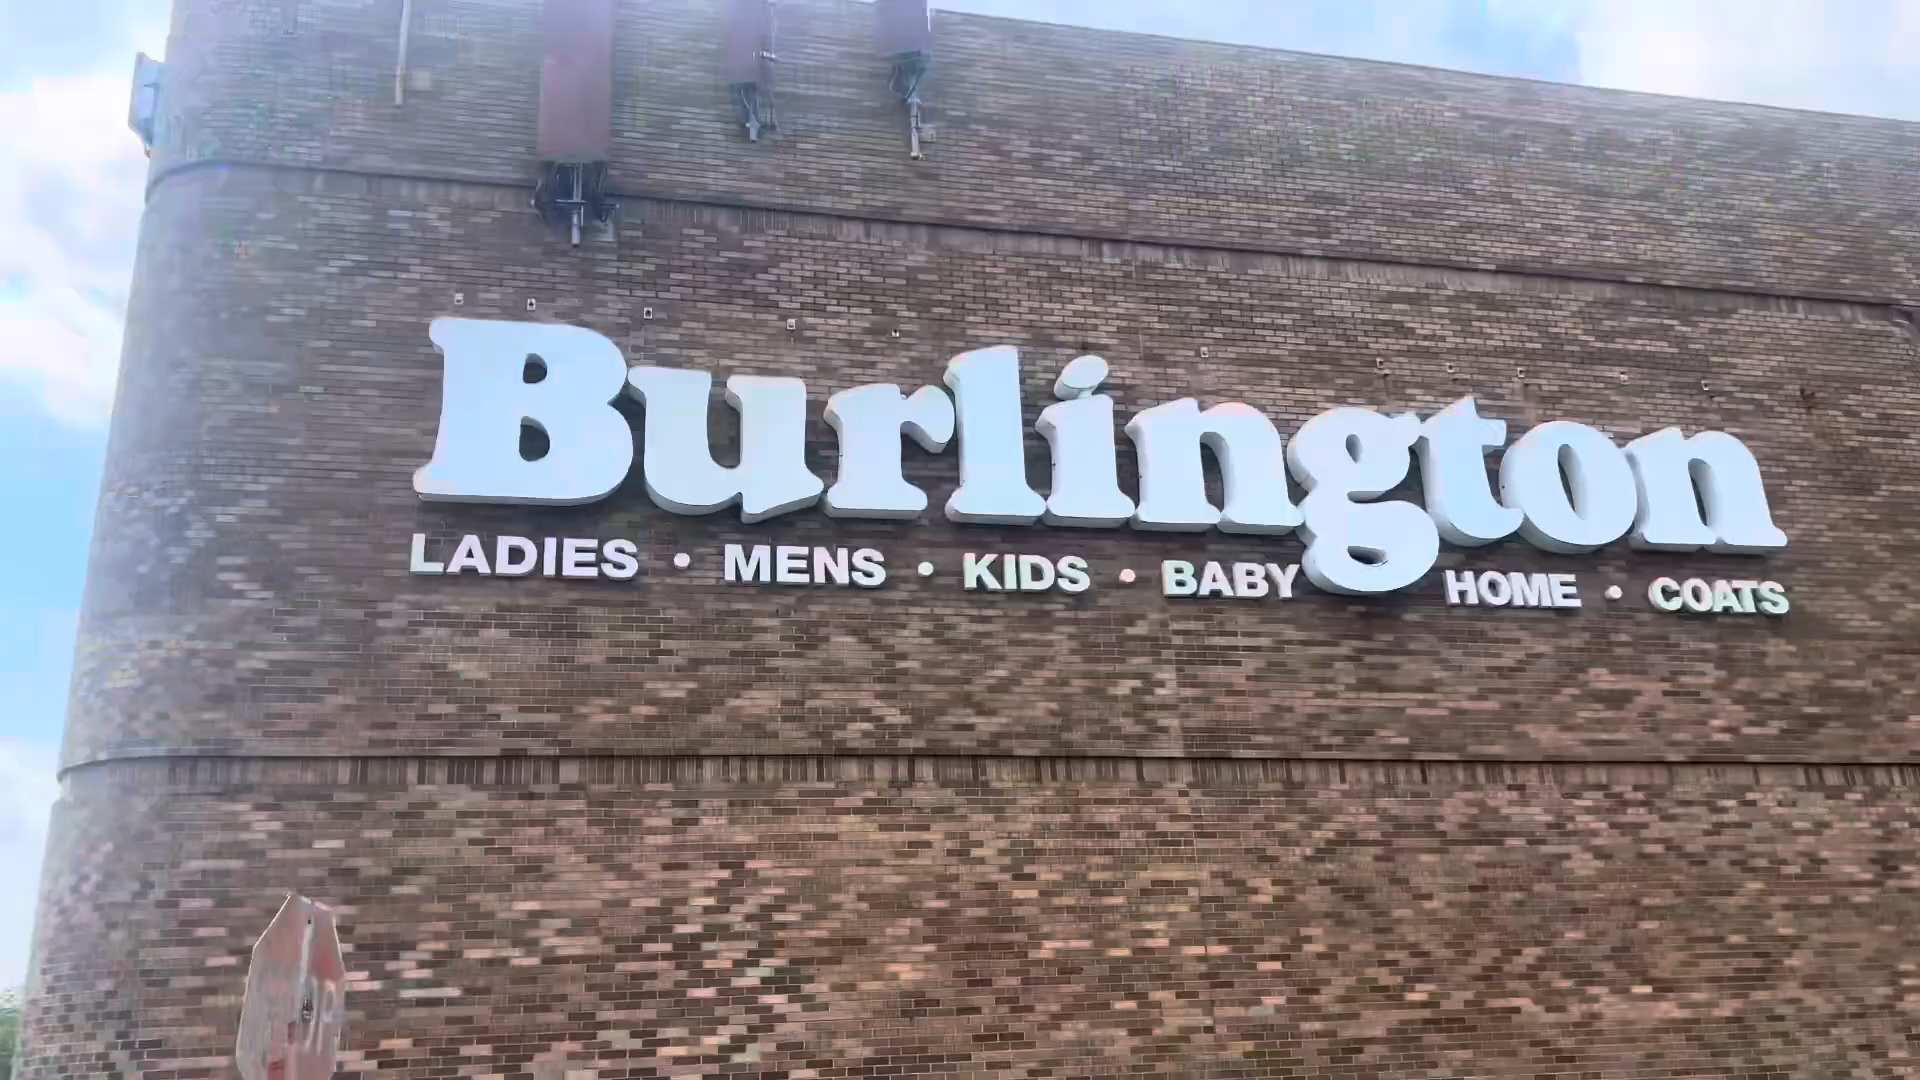 Burlington
LADIES • MENS • KIDS • BABY HOME • COATS